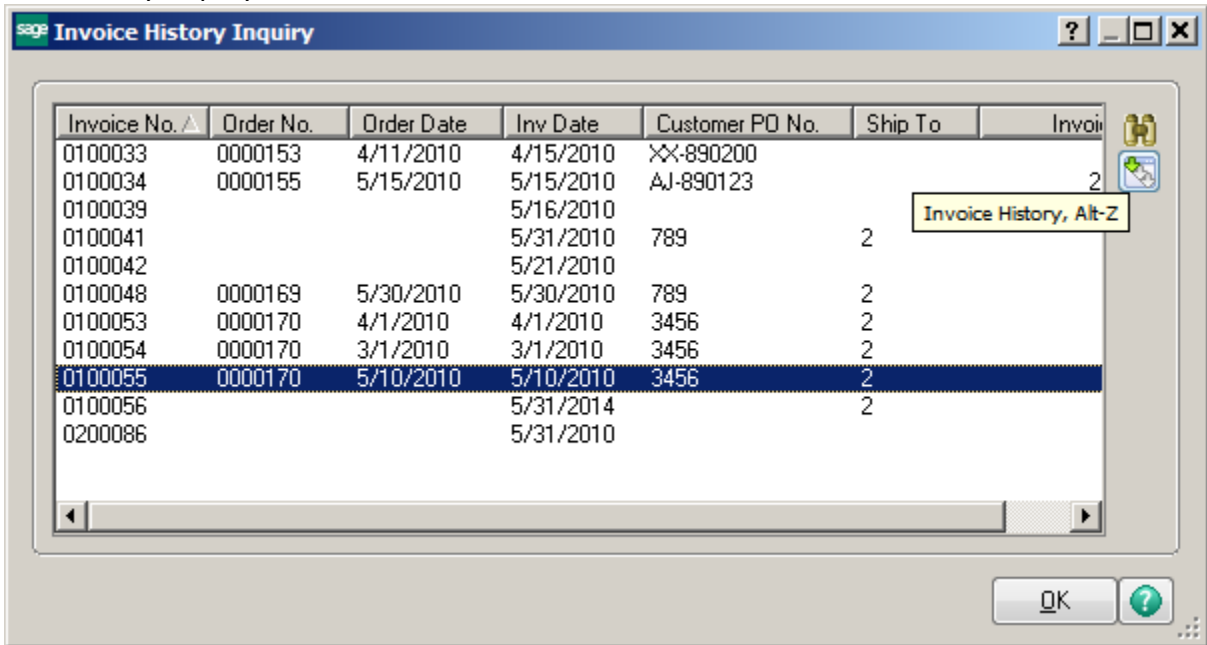 sage Invoice History Inquiry
Invoice No. Order No. Order Date Inv Date Customer PO No. Ship To Invoi
0100033 0000153 4/11/2010 4/15/2010 XX-890200
0100034 0000155 5/15/2010 5/15/2010 AJ-890123 2
0100039 5/16/2010
Invoice History, Alt-Z
0100041 5/31/2010 789 2
0100042 5/21/2010
0100048 0000169 5/30/2010 5/30/2010 789 2
0100053 0000170 4/1/2010 4/1/2010 3456 2
0100054 0000170 3/1/2010 3/1/2010 3456 2
0100055 0000170 5/10/2010 5/10/2010 3456 2
0100056 5/31/2014 2
0200086 5/31/2010
OK